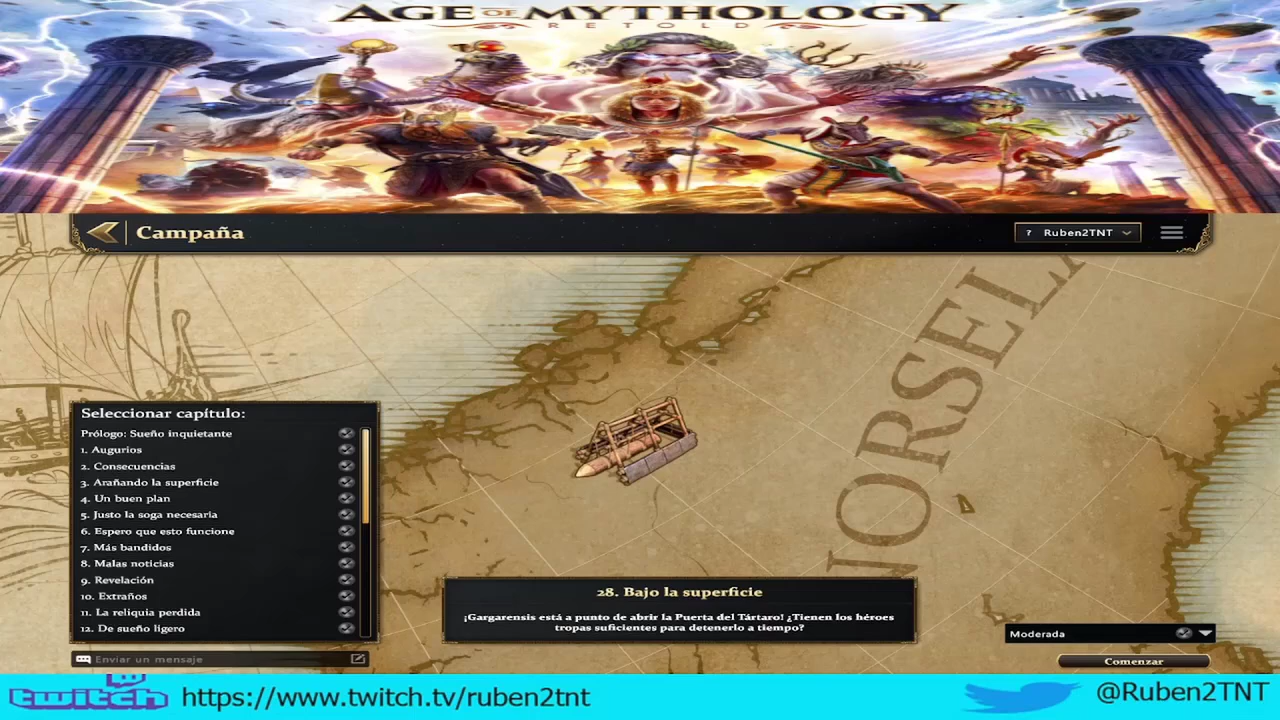 AGE OF MYTHOLOGY
RETOLD
Campaña
? Ruben2TNT
NORSEL
Seleccionar capítulo:
Prólogo: Sueño inquietante
1. Augurios
2. Consecuencias
3. Arañando la superficie
4. Un buen plan
5. Justo la soga necesaria
6. Espero que esto funcione
7. Más bandidos
8. Malas noticias
9. Revelación
10. Extraños
11. La reliquia perdida
12. De sueño ligero
28. Bajo la superficie
¡Gargarensis está a punto de abrir la Puerta del Tártaro! ¿Tienen los héroes
tropas suficientes para detenerlo a tiempo?
Moderada
Enviar un mensaje
Comenzar
twitch https://www.twitch.tv/ruben2tnt
@Ruben2TNT